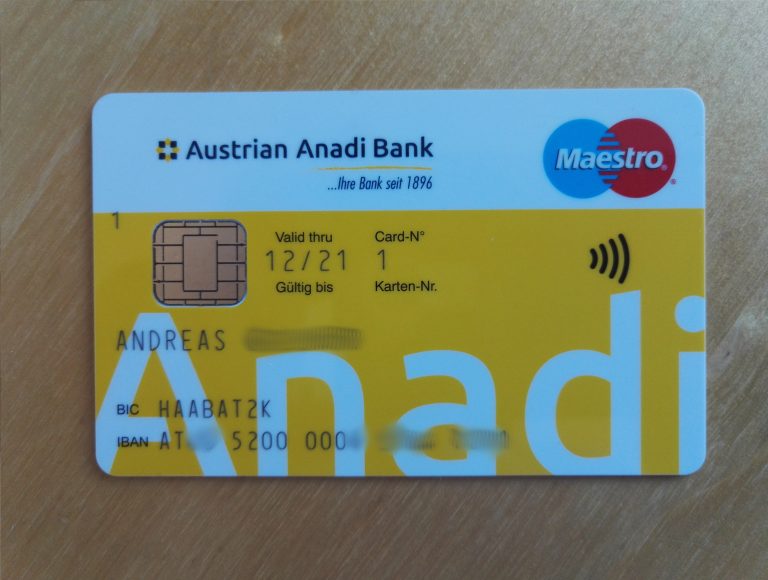 Austrian Anadi Bank
...Ihre Bank seit 1896
Maestro
1
Valid thru Card-N°
12/21 1
Gültig bis Karten-Nr.
ANDREAS
BIC HAABAT2K
IBAN AT 5200 000
Anadi